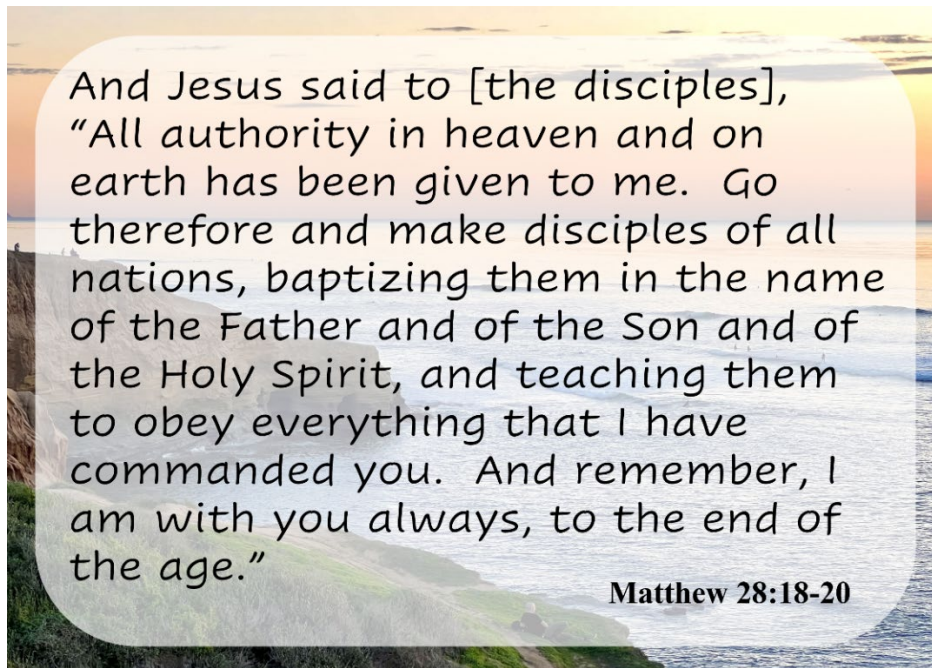 And Jesus said to [the disciples],
“All authority in heaven and on
earth has been given to me.  Go
therefore and make disciples of all
nations, baptizing them in the name
of the Father and of the Son and of
the Holy Spirit, and teaching them
to obey everything that I have
commanded you.  And remember, I
am with you always, to the end of
the age.”
Matthew 28:18-20